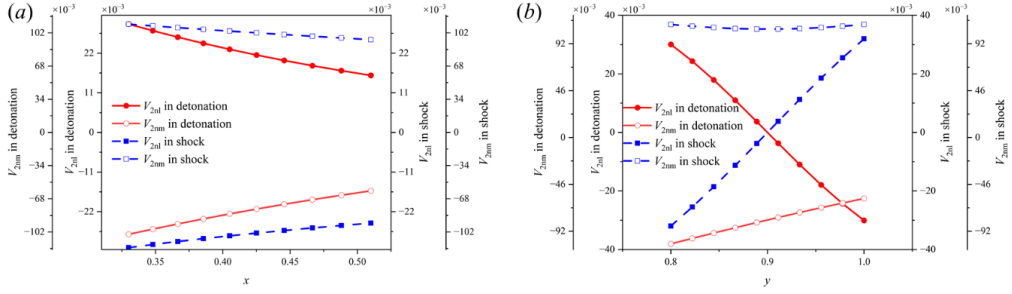 (a)
×10⁻³ ×10⁻³ ×10⁻³ ×10⁻³
102 68 34 0 −34 −68 −102
V2nm in detonation
22 11 0 −11 −22
V2nl in detonation
V2nl in detonation
V2nm in detonation
V2nl in shock
V2nm in shock
22 11 0 −11 −22
V2nl in shock
102 68 34 0 −34 −68 −102
V2nm in shock
0.35 0.40 0.45 0.50
x
(b)
×10⁻³ ×10⁻³ ×10⁻³ ×10⁻³
92 46 0 −46 −92
V2nm in detonation
40 20 0 −20 −40
V2nl in detonation
V2nl in detonation
V2nm in detonation
V2nl in shock
V2nm in shock
40 30 20 10 0 −10 −20 −30 −40
V2nl in shock
92 46 0 −46 −92
V2nm in shock
0.8 0.9 1.0
y